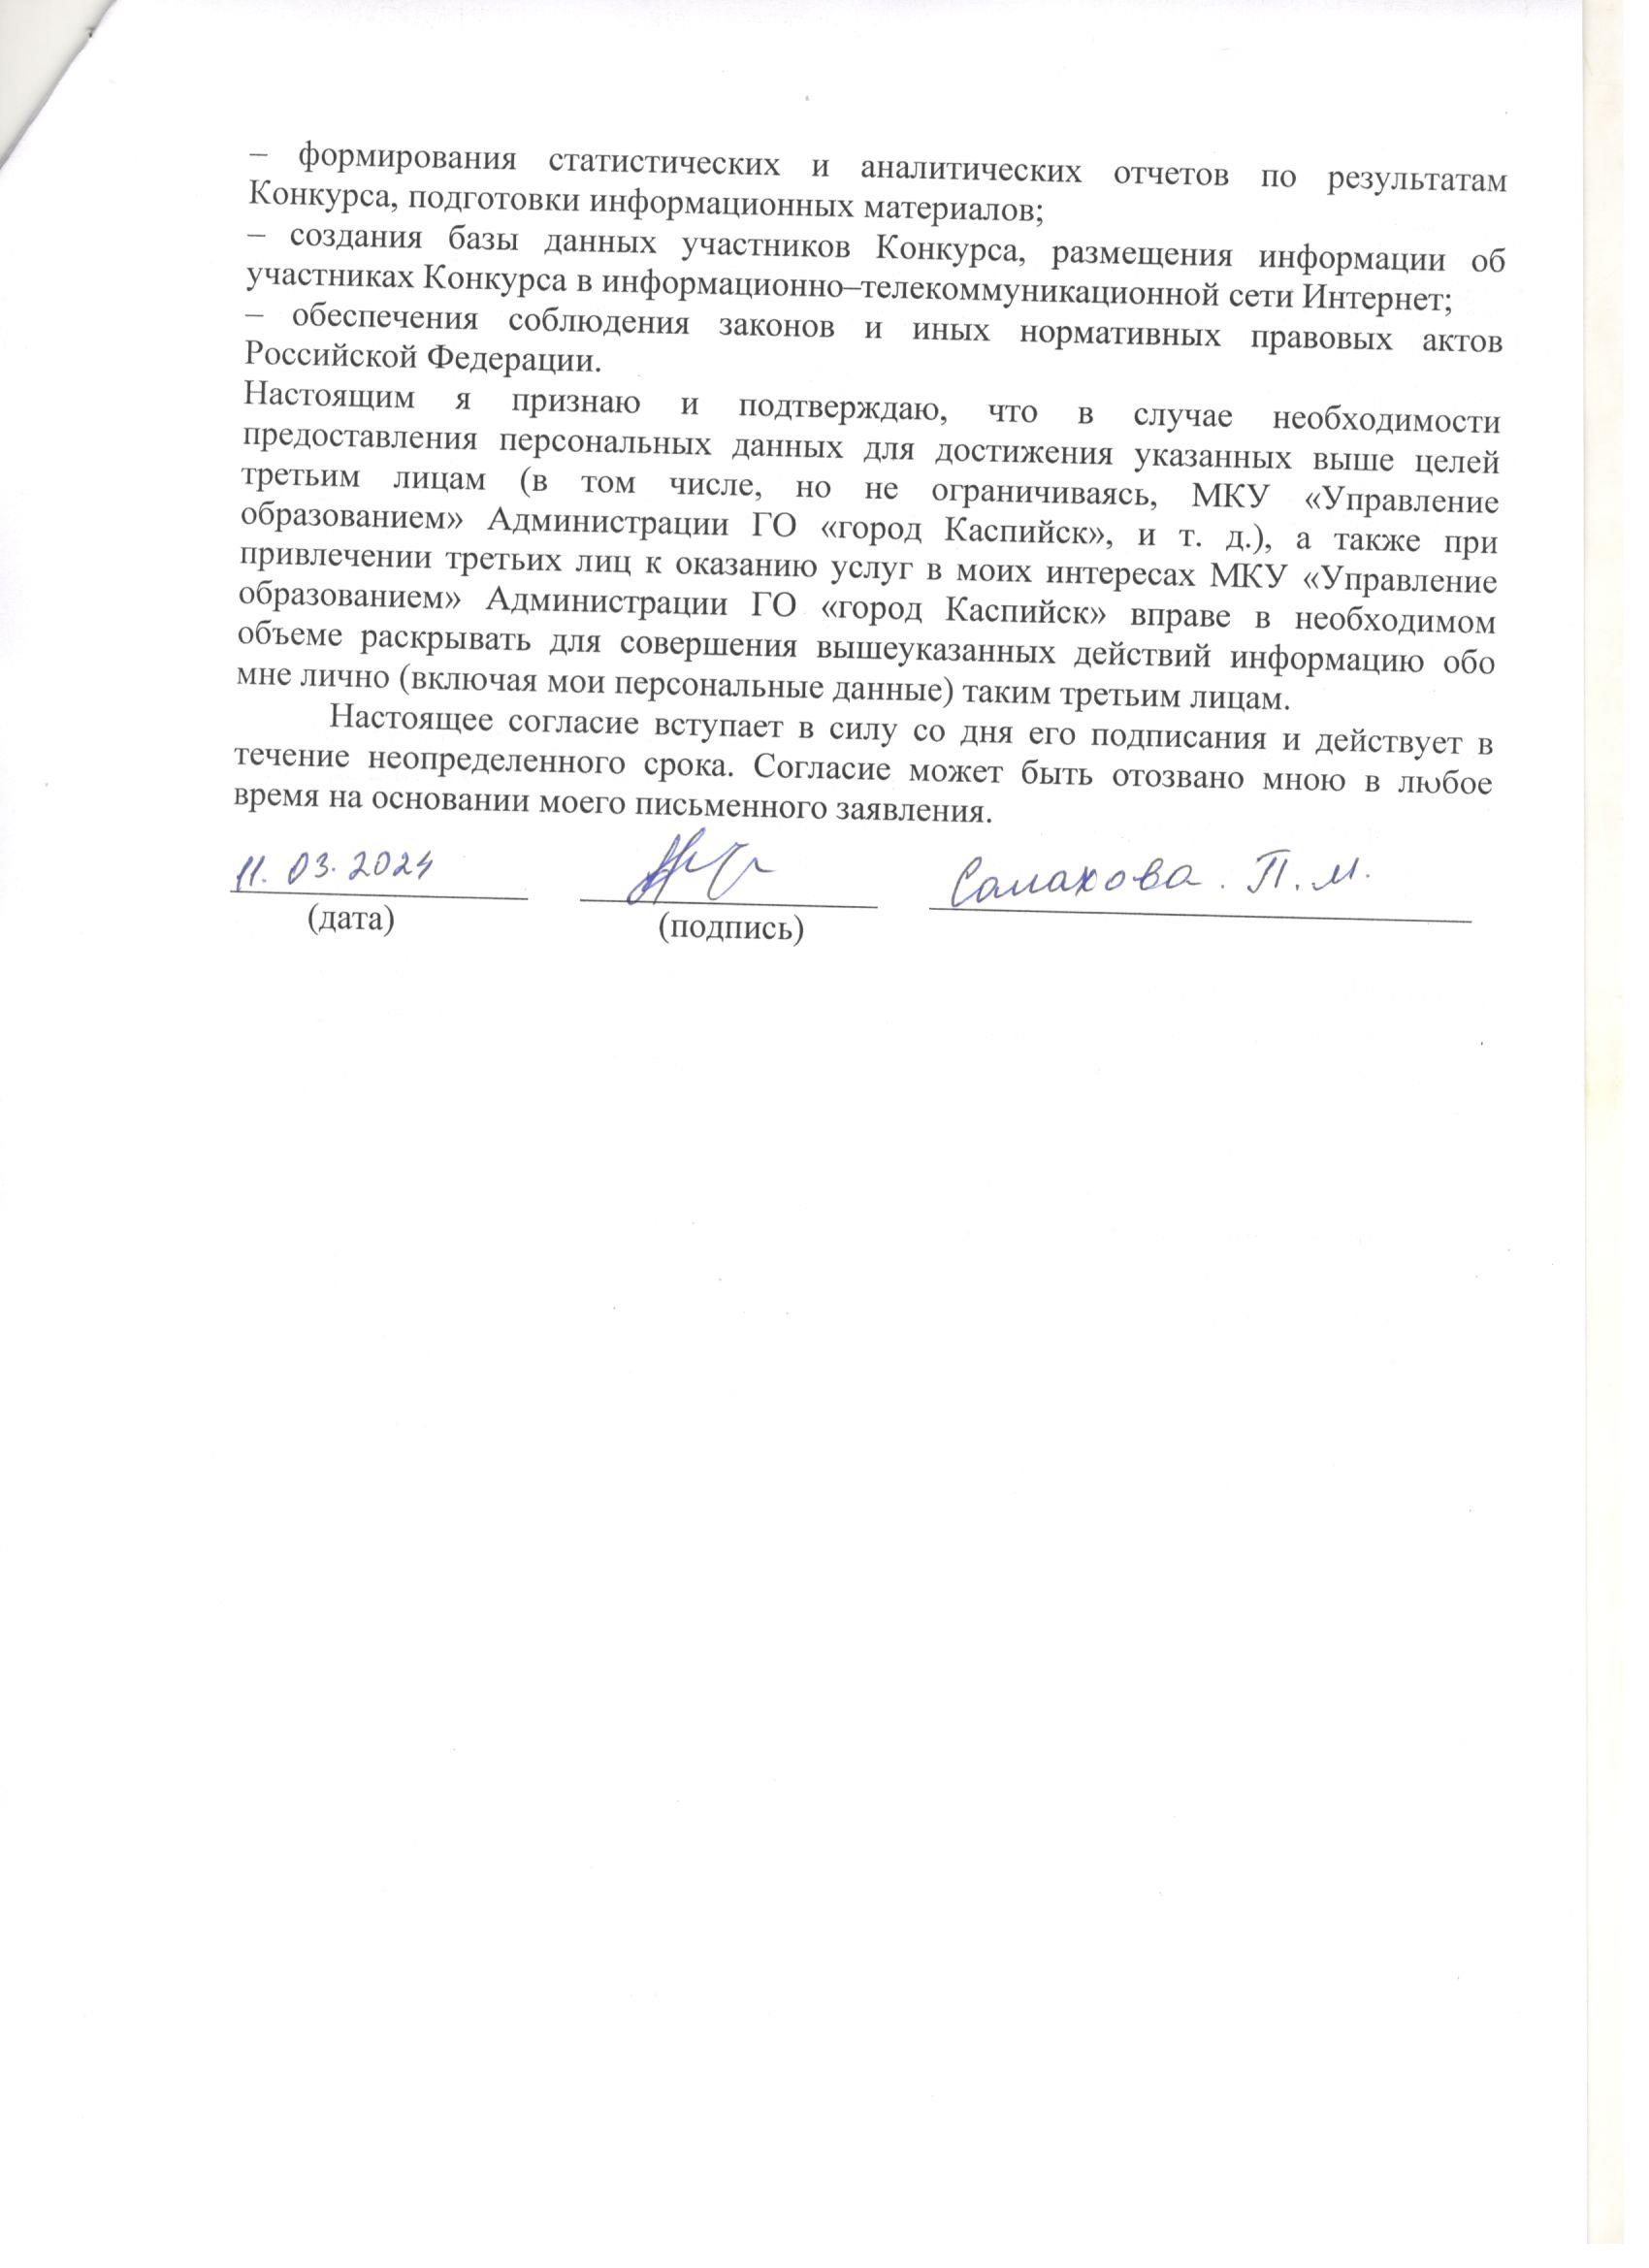 – формирования статистических и аналитических отчетов по результатам
Конкурса, подготовки информационных материалов;
– создания базы данных участников Конкурса, размещения информации об
участниках Конкурса в информационно–телекоммуникационной сети Интернет;
– обеспечения соблюдения законов и иных нормативных правовых актов
Российской Федерации.
Настоящим я признаю и подтверждаю, что в случае необходимости
предоставления персональных данных для достижения указанных выше целей
третьим лицам (в том числе, но не ограничиваясь, МКУ «Управление
образованием» Администрации ГО «город Каспийск», и т. д.), а также при
привлечении третьих лиц к оказанию услуг в моих интересах МКУ «Управление
образованием» Администрации ГО «город Каспийск» вправе в необходимом
объеме раскрывать для совершения вышеуказанных действий информацию обо
мне лично (включая мои персональные данные) таким третьим лицам.
Настоящее согласие вступает в силу со дня его подписания и действует в
течение неопределенного срока. Согласие может быть отозвано мною в любое
время на основании моего письменного заявления.
11. 03. 2024 Салахова. П. М.
(дата) (подпись)